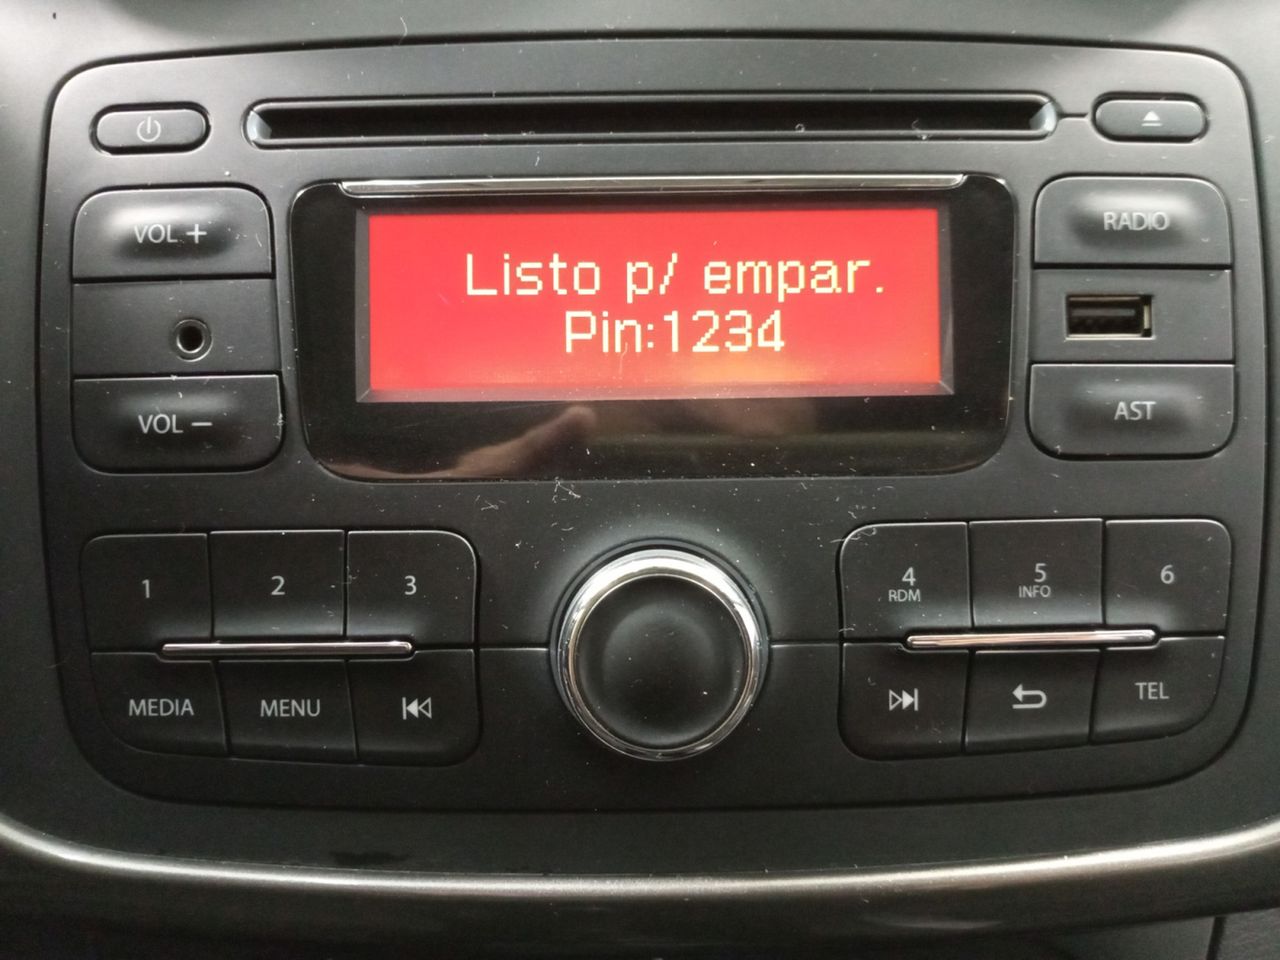 Listo p/ empar.
Pin:1234
VOL +
RADIO
VOL –
AST
1
2
3
4
RDM
5
INFO
6
MEDIA
MENU
TEL